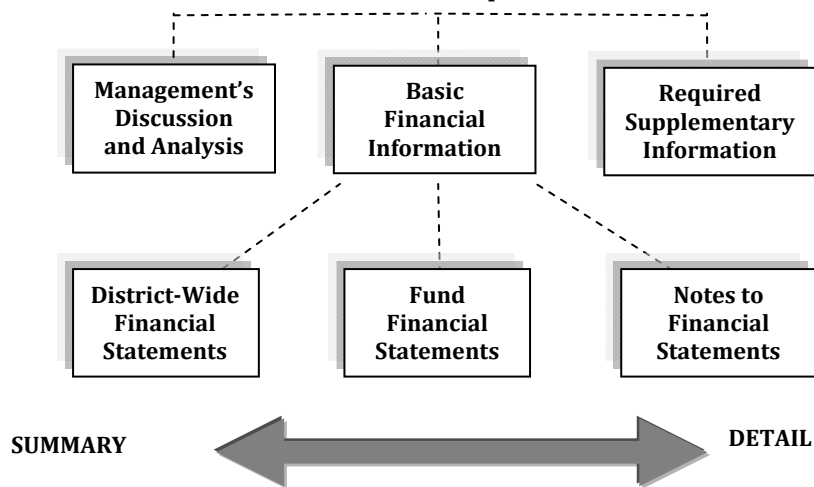 Management’s
Discussion
and Analysis
Basic
Financial
Information
Required
Supplementary
Information
District-Wide
Financial
Statements
Fund
Financial
Statements
Notes to
Financial
Statements
SUMMARY
DETAIL